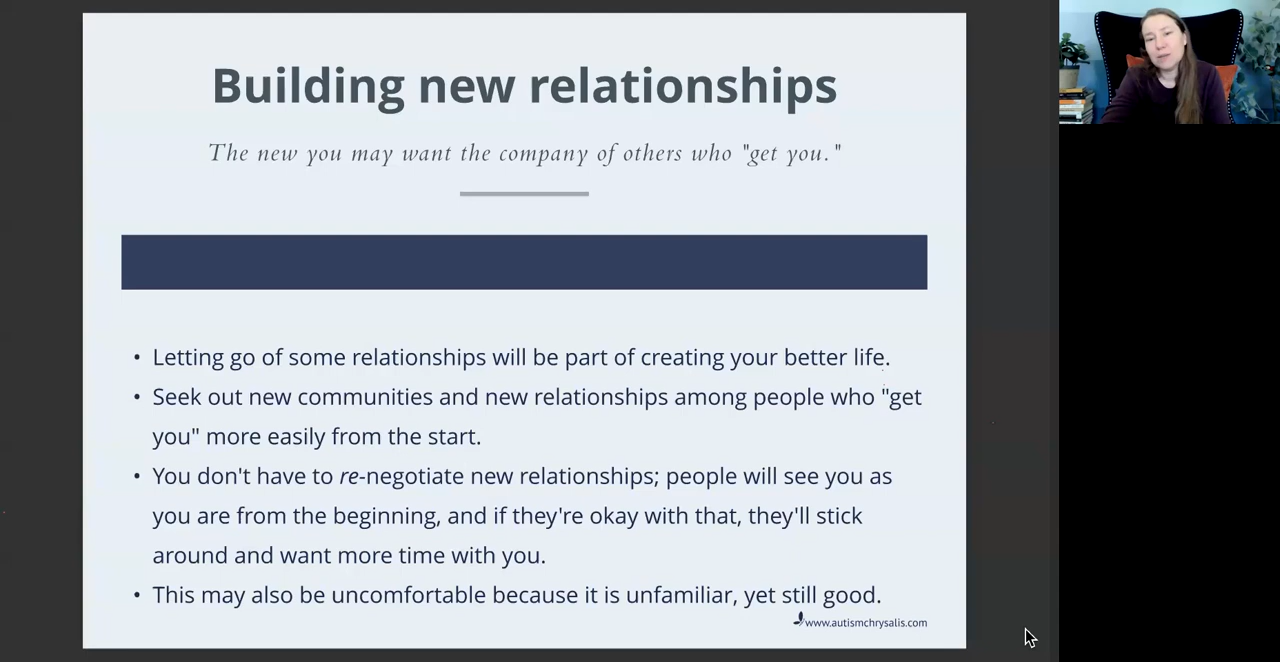 Building new relationships
The new you may want the company of others who "get you."
• Letting go of some relationships will be part of creating your better life.
• Seek out new communities and new relationships among people who "get
you" more easily from the start.
• You don't have to re-negotiate new relationships; people will see you as
you are from the beginning, and if they're okay with that, they'll stick
around and want more time with you.
• This may also be uncomfortable because it is unfamiliar, yet still good.
www.autismchrysalis.com